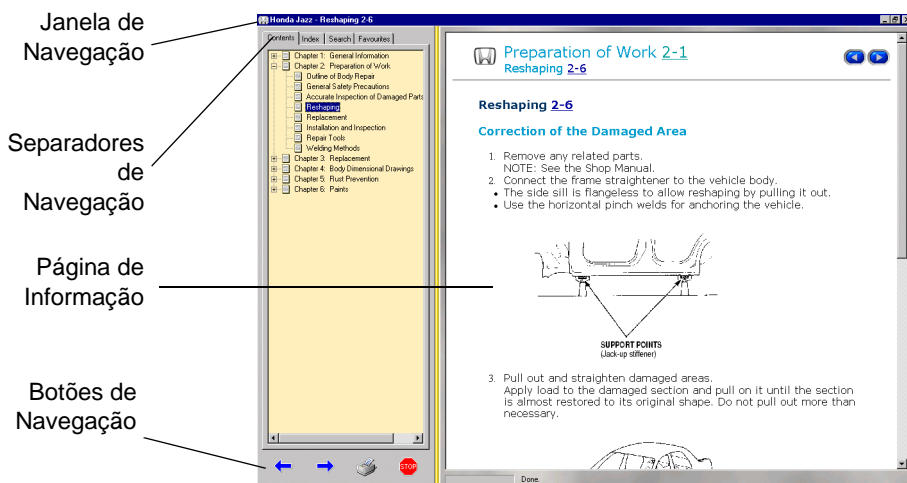 Janela de
Navegação
Separadores
de
Navegação
Página de
Informação
Botões de
Navegação
Honda Jazz - Reshaping 2-6
Contents Index Search Favourites
Chapter 1: General Information
Chapter 2: Preparation of Work
Outline of Body Repair
General Safety Precautions
Accurate Inspection of Damaged Parts
Reshaping
Replacement
Installation and Inspection
Repair Tools
Welding Methods
Chapter 3: Replacement
Chapter 4: Body Dimensional Drawings
Chapter 5: Rust Prevention
Chapter 6: Paints
STOP
Preparation of Work 2-1
Reshaping 2-6
Reshaping 2-6
Correction of the Damaged Area
1. Remove any related parts.
NOTE: See the Shop Manual.
2. Connect the frame straightener to the vehicle body.
• The side sill is flangeless to allow reshaping by pulling it out.
• Use the horizontal pinch welds for anchoring the vehicle.
SUPPORT POINTS
(Jack-up stiffener)
3. Pull out and straighten damaged areas.
Apply load to the damaged section and pull on it until the section
is almost restored to its original shape. Do not pull out more than
necessary.
Done